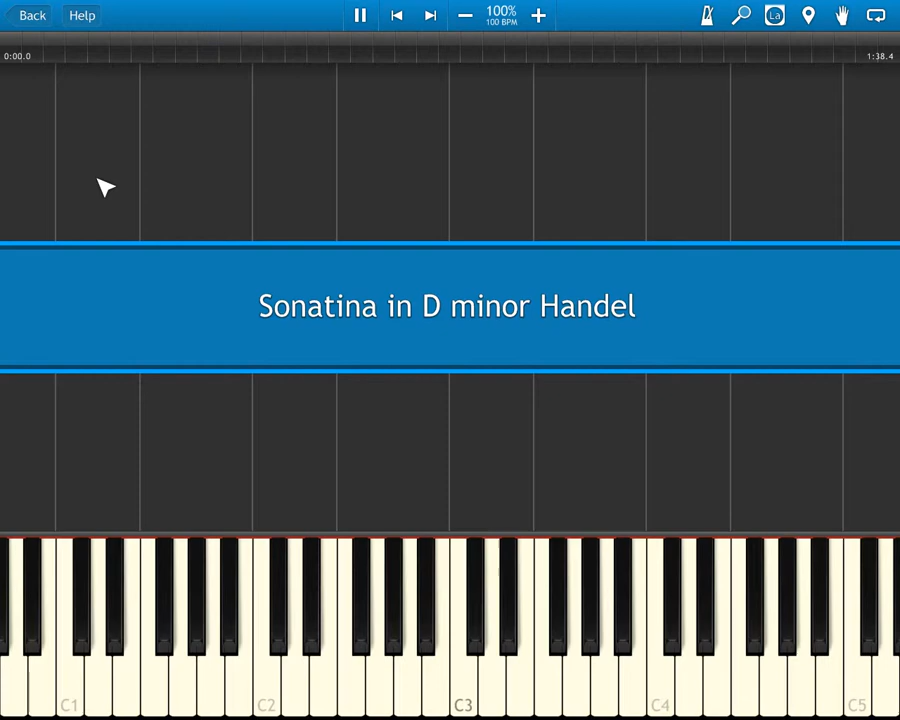 Back Help 100% La
100 BPM
0:00.0 1:38.4
Sonatina in D minor Handel
C1 C2 C3 C4 C5